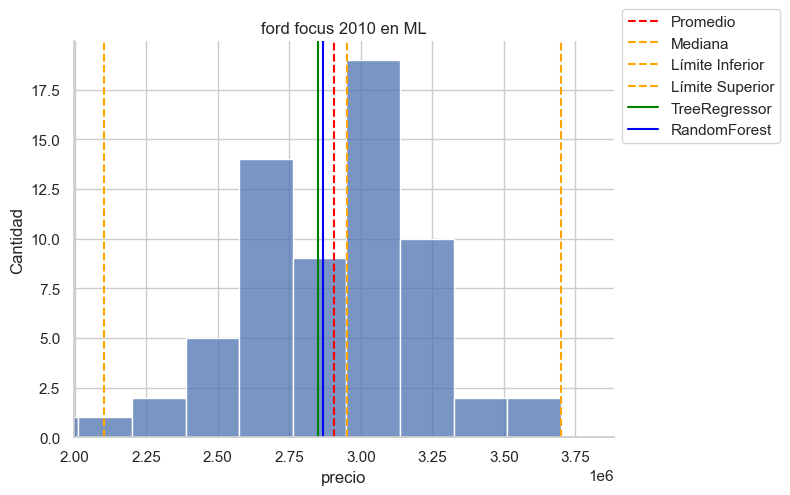 ford focus 2010 en ML
Promedio
Mediana
Límite Inferior
Límite Superior
TreeRegressor
RandomForest
Cantidad
17.5
15.0
12.5
10.0
7.5
5.0
2.5
0.0
2.00 2.25 2.50 2.75 3.00 3.25 3.50 3.75
1e6
precio